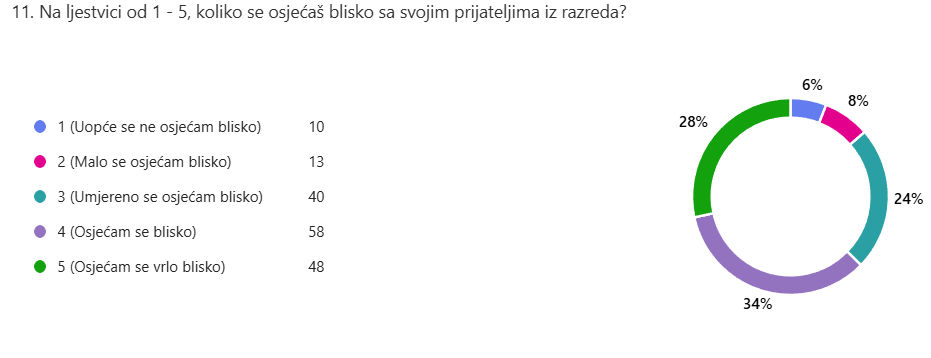 11. Na ljestvici od 1 - 5, koliko se osjećaš blisko sa svojim prijateljima iz razreda?
1 (Uopće se ne osjećam blisko) 10
2 (Malo se osjećam blisko) 13
3 (Umjereno se osjećam blisko) 40
4 (Osjećam se blisko) 58
5 (Osjećam se vrlo blisko) 48
6%
8%
28%
24%
34%